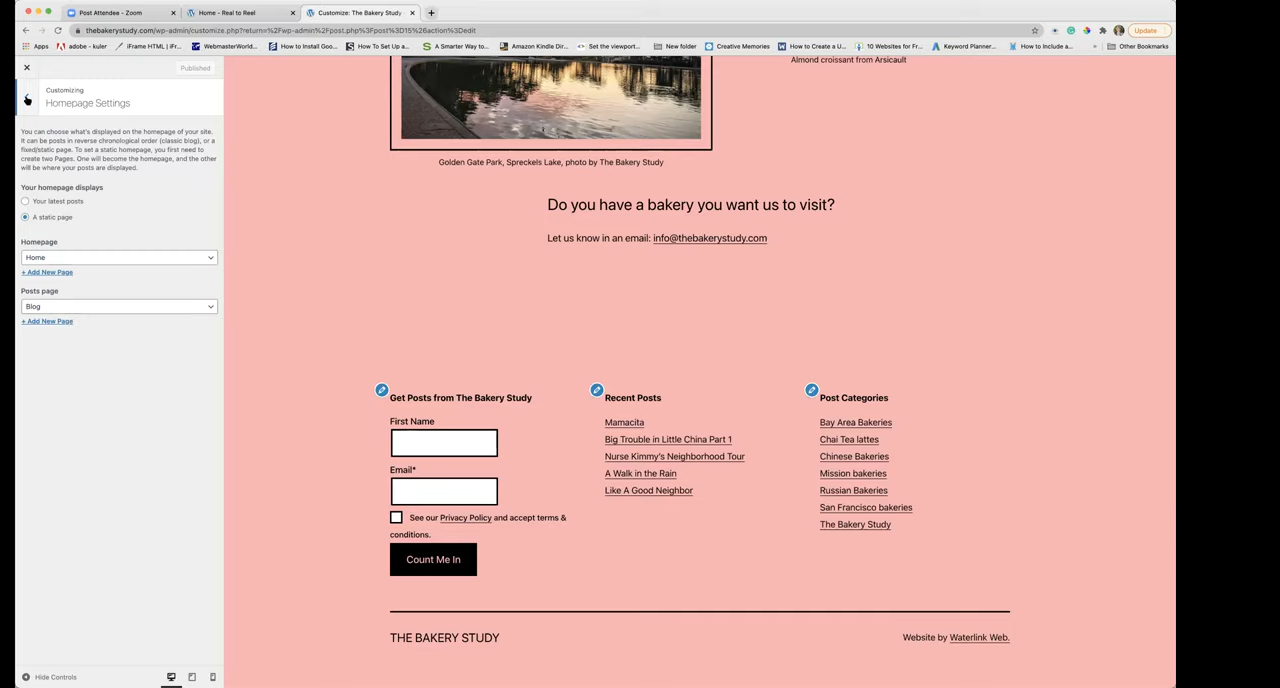 Post Attendee - Zoom
Home - Real to Reel
Customize: The Bakery Study
thebakerystudy.com/wp-admin/customize.php?return=%2Fwp-admin%2Fpost.php%3Fpost%3D15%26action%3Dedit
Update
Apps
adobe - kuler
iFrame HTML | iFr...
WebmasterWorld...
How to Install Goo...
How To Set Up a...
A Smarter Way to...
Amazon Kindle Dir...
Set the viewport...
New folder
Creative Memories
How to Create a U...
10 Websites for Fr...
Keyword Planner...
How to Include a...
»
Other Bookmarks
Published
Customizing
Homepage Settings
You can choose what's displayed on the homepage of your site.
It can be posts in reverse chronological order (classic blog), or a
fixed/static page. To set a static homepage, you first need to
create two Pages. One will become the homepage, and the other
will be where your posts are displayed.
Your homepage displays
Your latest posts
A static page
Homepage
Home
+ Add New Page
Posts page
Blog
+ Add New Page
Hide Controls
Almond croissant from Arsicault
Golden Gate Park, Spreckels Lake, photo by The Bakery Study
Do you have a bakery you want us to visit?
Let us know in an email: info@thebakerystudy.com
Get Posts from The Bakery Study
First Name
Email*
See our Privacy Policy and accept terms &
conditions.
Count Me In
Recent Posts
Mamacita
Big Trouble in Little China Part 1
Nurse Kimmy's Neighborhood Tour
A Walk in the Rain
Like A Good Neighbor
Post Categories
Bay Area Bakeries
Chai Tea lattes
Chinese Bakeries
Mission bakeries
Russian Bakeries
San Francisco bakeries
The Bakery Study
THE BAKERY STUDY
Website by Waterlink Web.